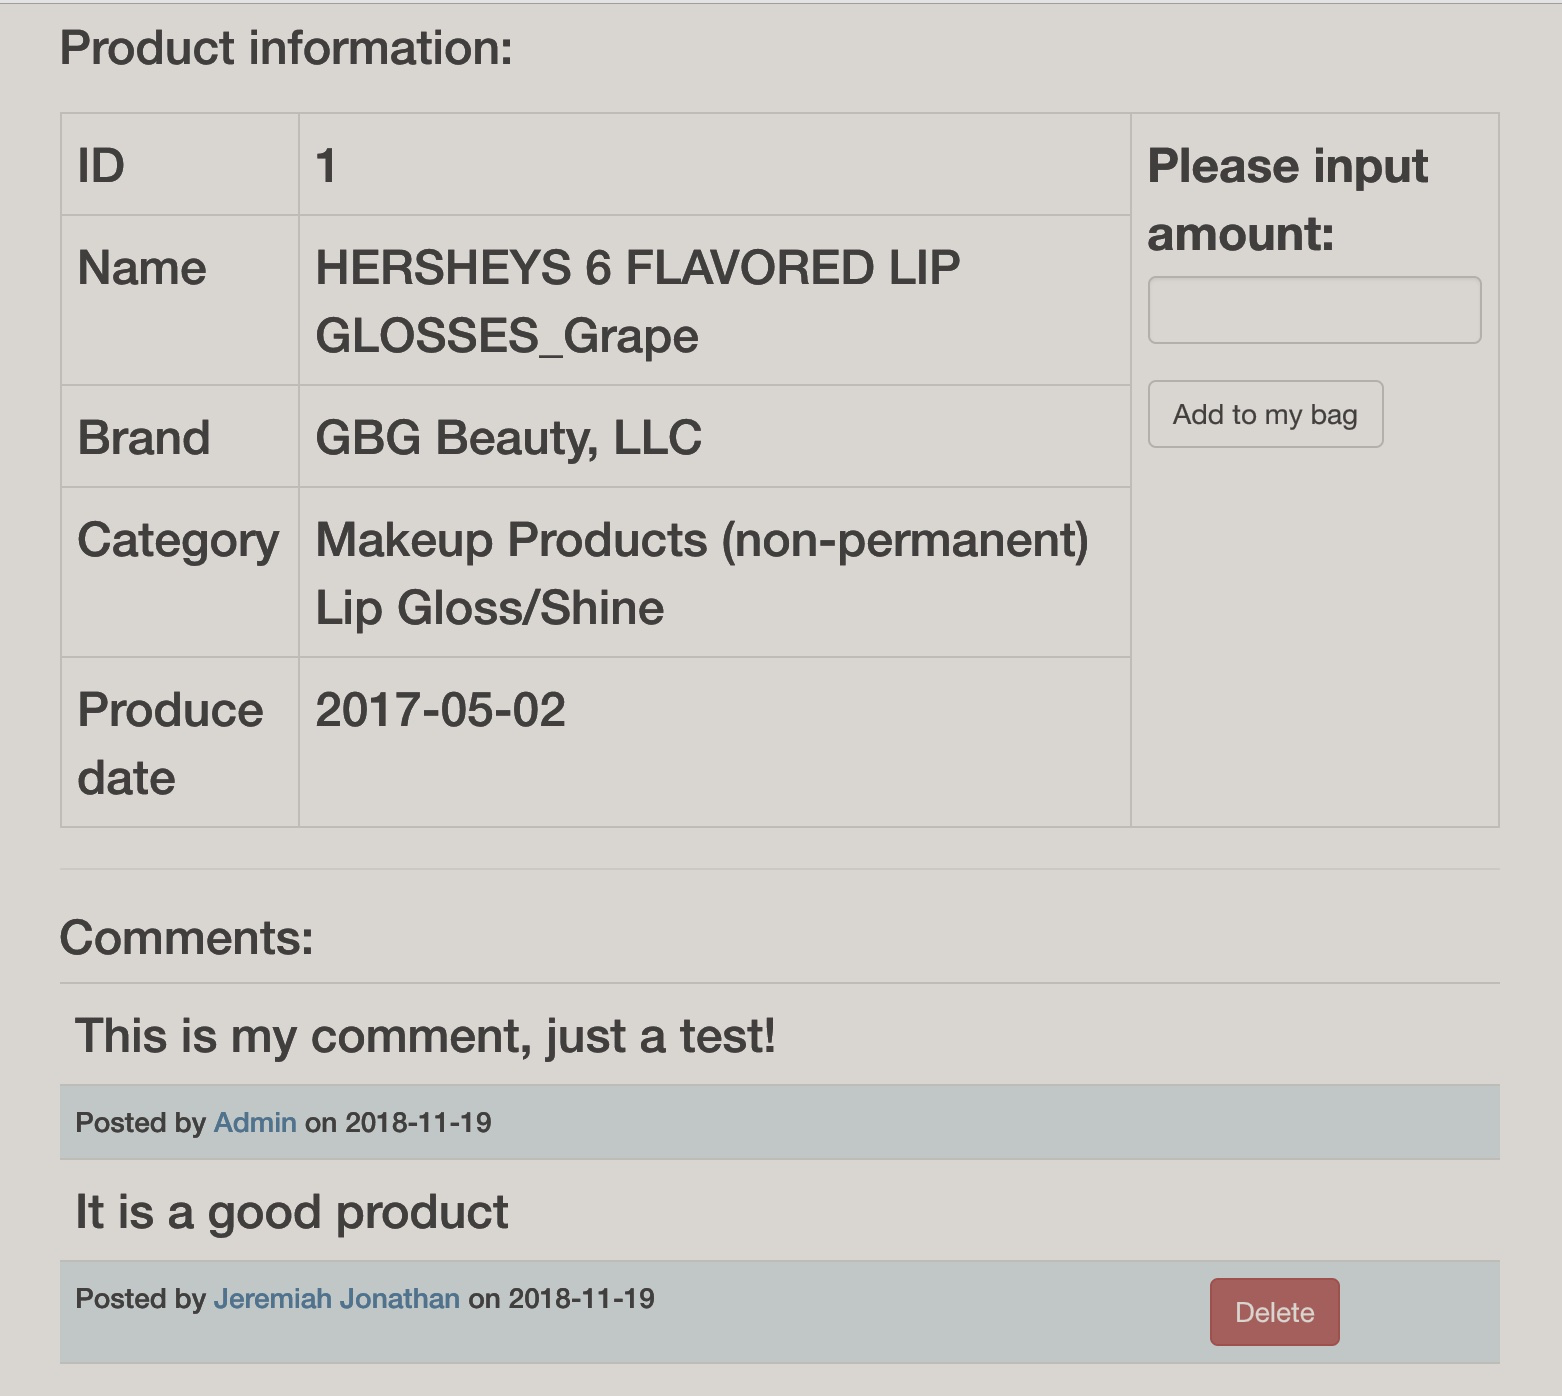 Product information:
ID
1
Please input
amount:
Name
HERSHEYS 6 FLAVORED LIP
GLOSSES_Grape
Add to my bag
Brand
GBG Beauty, LLC
Category
Makeup Products (non-permanent)
Lip Gloss/Shine
Produce
date
2017-05-02
Comments:
This is my comment, just a test!
Posted by Admin on 2018-11-19
It is a good product
Posted by Jeremiah Jonathan on 2018-11-19
Delete